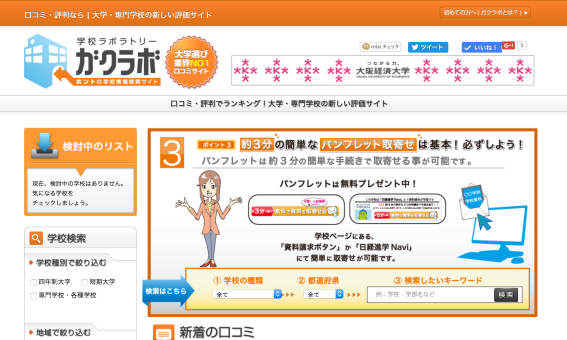 口コミ・評判なら | 大学・専門学校の新しい評価サイト
初めての方へ (ガクラボとは？)
学校ラボラトリー
ガクラボ
ホントの学校情報検索サイト
大学選び
業界NO1
口コミサイト
mixi チェック
ツイート
いいね！
G+1
5
つながる力。
大阪経済大学
口コミ・評判でランキング！大学・専門学校の新しい評価サイト
検討中のリスト
現在、検討中の学校はありません。
気になる学校を
チェックしましょう。
学校検索
学校種別で絞り込む
四年制大学
短期大学
専門学校・各種学校
地域で絞り込む
3
ポイント3
約3分の簡単なパンフレット取寄せは基本！必ずしよう！
パンフレットは約3分の簡単な手続きで取寄せる事が可能です。
パンフレットは無料プレゼント中！
学校ページにある、
「資料請求ボタン」か「日経進学 Navi」
にて簡単に取寄せが可能です。
〇〇学校
学校案内
検索はこちら
① 学校の種類
② 都道府県
③ 検索したいキーワード
全て
全て
例：学校・学部名など
検索
新着の口コミ